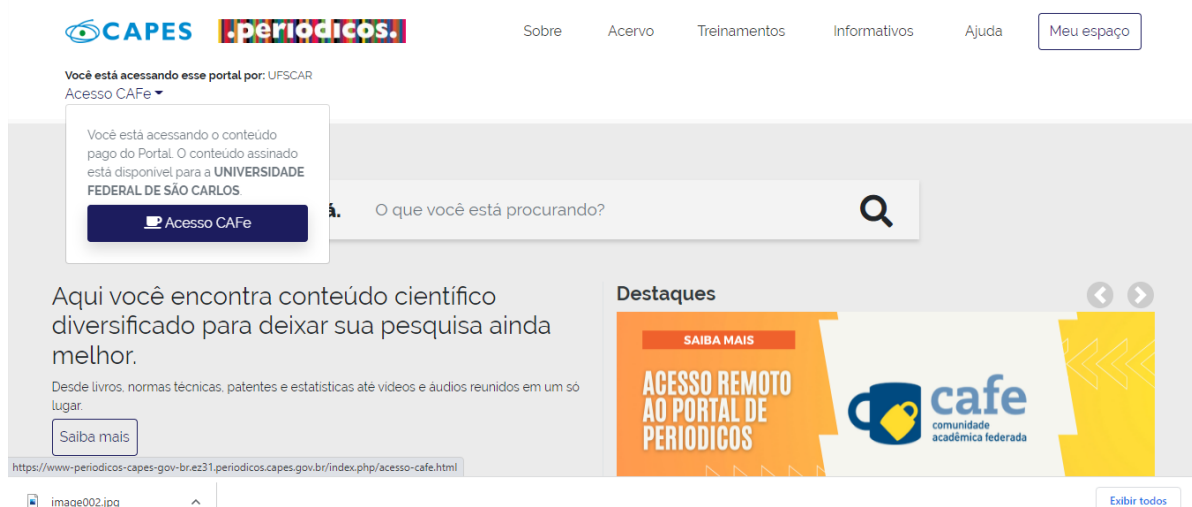 CAPES .periodicos. Sobre Acervo Treinamentos Informativos Ajuda Meu espaço
Você está acessando esse portal por: UFSCAR
Acesso CAFe
Você está acessando o conteúdo
pago do Portal. O conteúdo assinado
está disponível para a UNIVERSIDADE
FEDERAL DE SÃO CARLOS.
Acesso CAFe
á. O que você está procurando?
Aqui você encontra conteúdo científico
diversificado para deixar sua pesquisa ainda
melhor.
Desde livros, normas técnicas, patentes e estatísticas até vídeos e áudios reunidos em um só
lugar.
Saiba mais
Destaques
SAIBA MAIS
ACESSO REMOTO
AO PORTAL DE
PERIODICOS
cafe
comunidade
acadêmica federada
https://www-periodicos-capes-gov-br.ez31.periodicos.capes.gov.br/index.php/acesso-cafe.html
image002.jpg Exibir todos